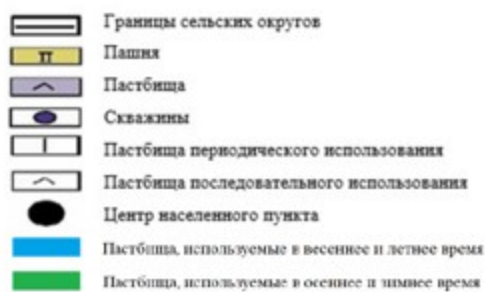 Границы сельских округов
π Пашня
Пастбища
Скважины
Пастбища периодического использования
Пастбища последовательного использования
Центр населенного пункта
Пастбища, используемые в весеннее и летнее время
Пастбища, используемые в осеннее и зимнее время